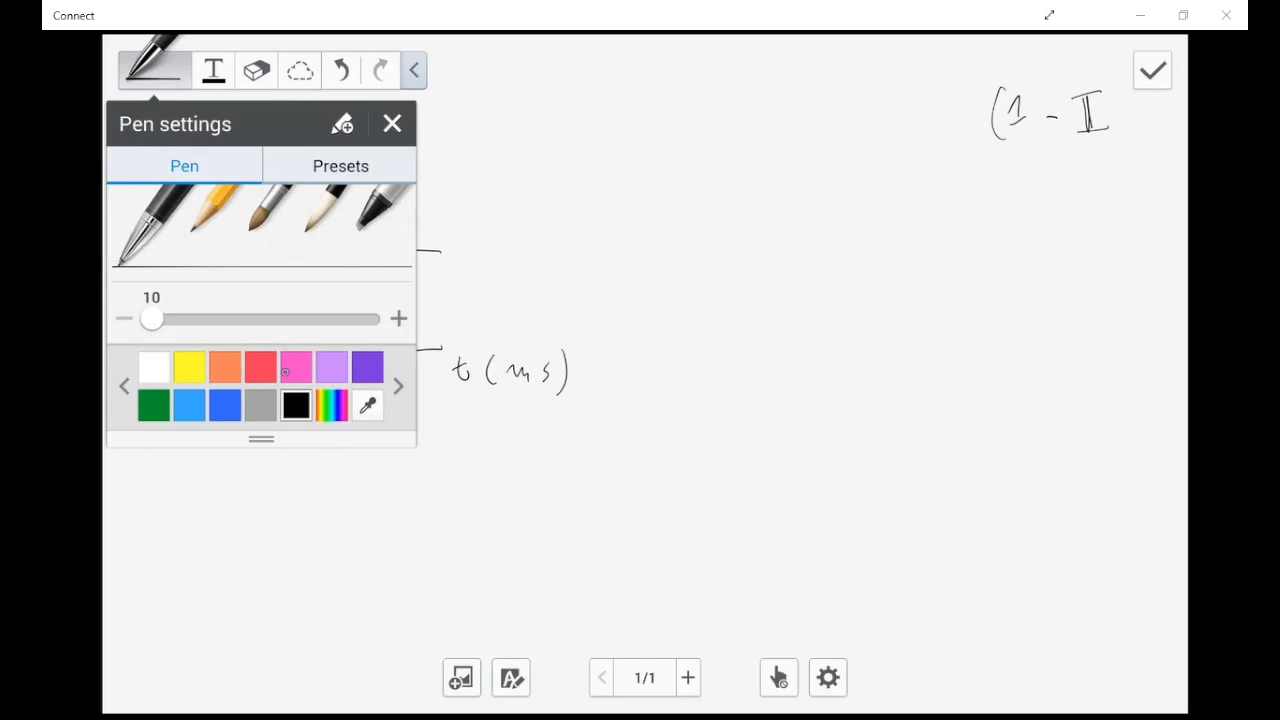 Connect
T
(1 - I
Pen settings
Pen
Presets
10
t (ms)
1/1